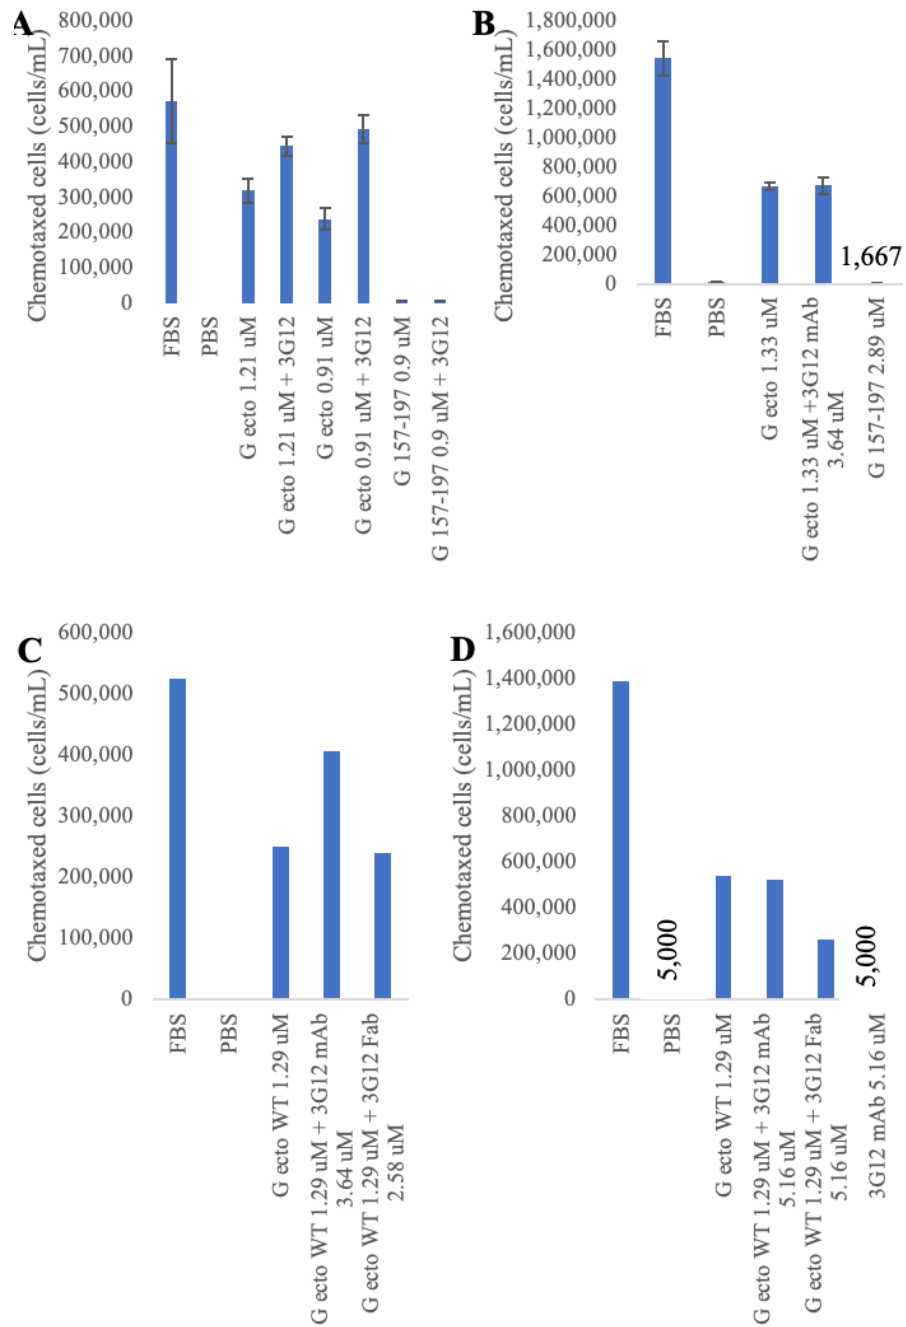 A
Chemotaxed cells (cells/mL)
800,000
700,000
600,000
500,000
400,000
300,000
200,000
100,000
0
FBS
PBS
G ecto 1.21 uM
G ecto 1.21 uM + 3G12
G ecto 0.91 uM
G ecto 0.91 uM + 3G12
G 157-197 0.9 uM
G 157-197 0.9 uM + 3G12
B
Chemotaxed cells (cells/mL)
1,800,000
1,600,000
1,400,000
1,200,000
1,000,000
800,000
600,000
400,000
200,000
0
1,667
FBS
PBS
G ecto 1.33 uM
G ecto 1.33 uM +3G12 mAb
3.64 uM
G 157-197 2.89 uM
C
Chemotaxed cells (cells/mL)
600,000
500,000
400,000
300,000
200,000
100,000
0
FBS
PBS
G ecto WT 1.29 uM
G ecto WT 1.29 uM + 3G12 mAb
3.64 uM
G ecto WT 1.29 uM + 3G12 Fab
2.58 uM
D
Chemotaxed cells (cells/mL)
1,600,000
1,400,000
1,200,000
1,000,000
800,000
600,000
400,000
200,000
0
5,000
5,000
FBS
PBS
G ecto WT 1.29 uM
G ecto WT 1.29 uM + 3G12 mAb
5.16 uM
G ecto WT 1.29 uM + 3G12 Fab
5.16 uM
3G12 mAb 5.16 uM